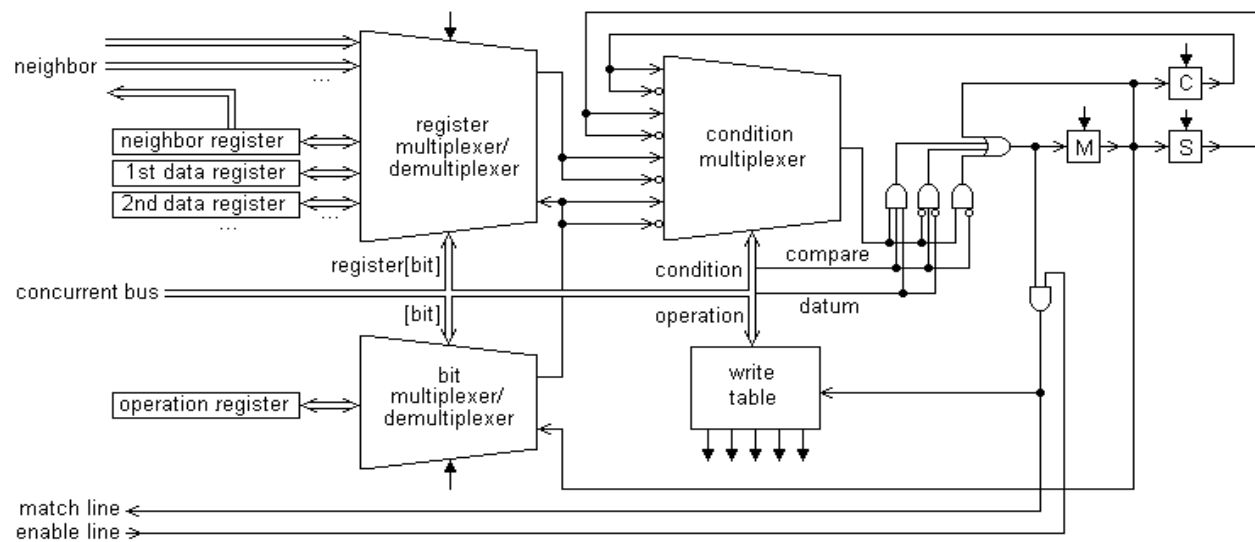 neighbor
...
neighbor register
1st data register
2nd data register
...
...
...
register
multiplexer/
demultiplexer
condition
multiplexer
C
M
S
register[bit]
condition
compare
concurrent bus
[bit]
operation
datum
operation register
bit
multiplexer/
demultiplexer
write
table
match line
enable line